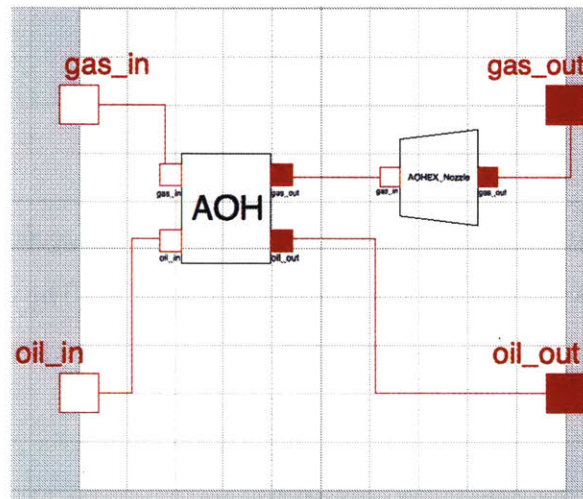 gas_in
gas_out
AOH
gas_in
gas_out
oil_in
oil_out
AOHEX_Nozzle
gas_in
gas_out
oil_in
oil_out